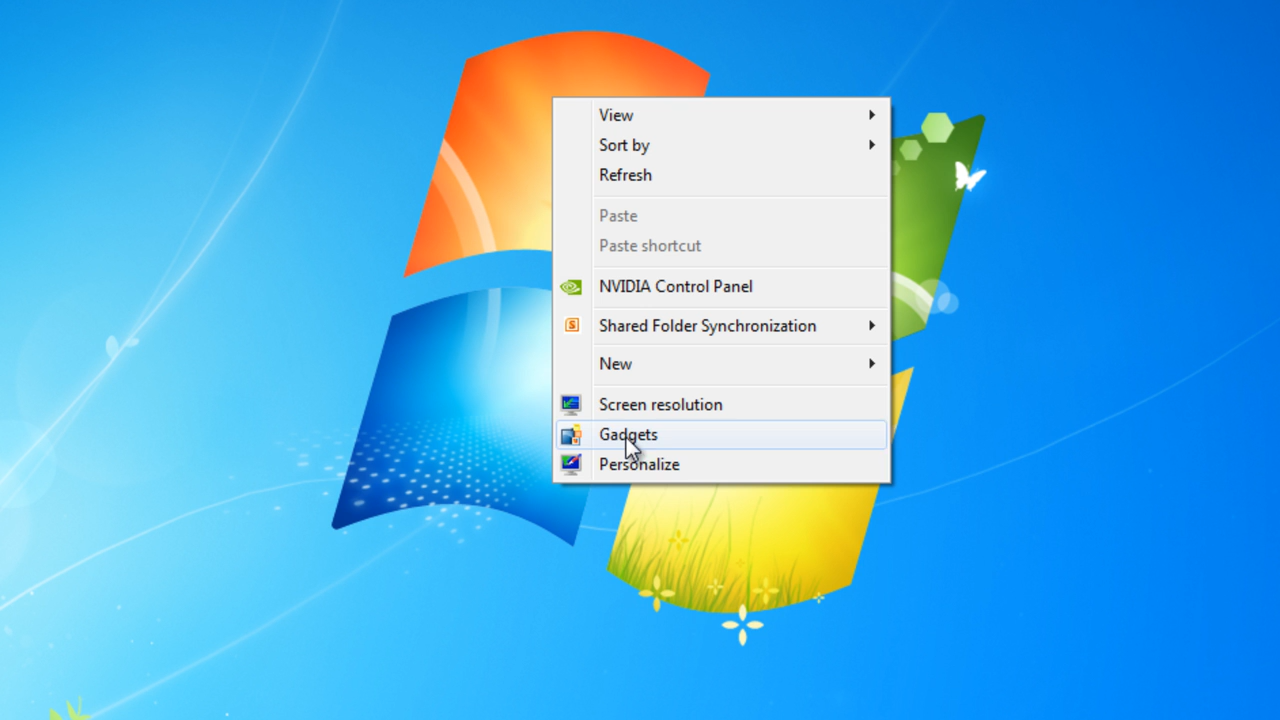 View
Sort by
Refresh
Paste
Paste shortcut
NVIDIA Control Panel
Shared Folder Synchronization
New
Screen resolution
Gadgets
Personalize